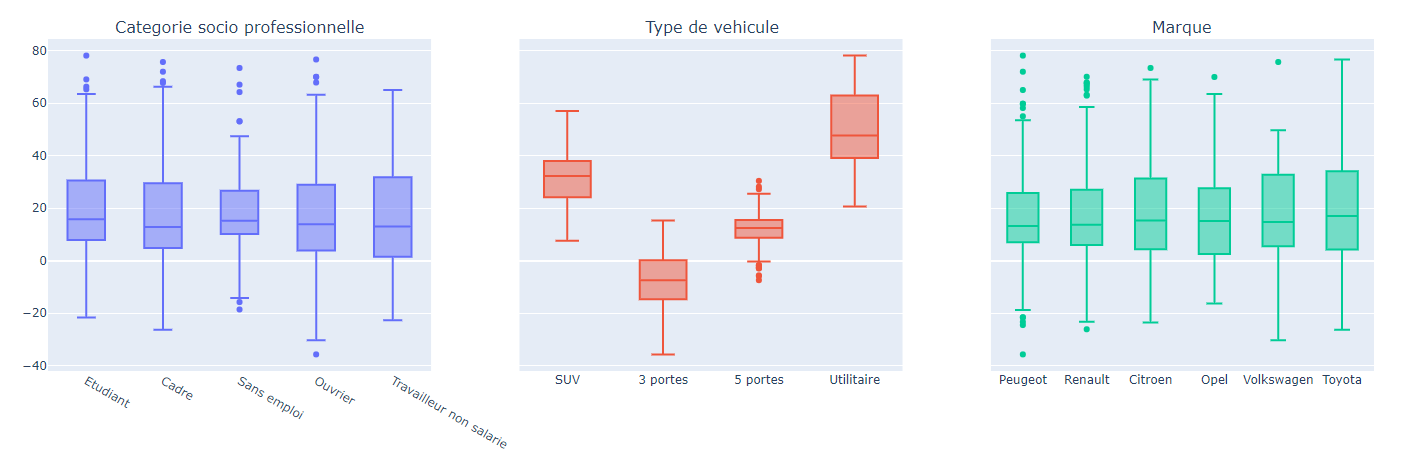 Categorie socio professionnelle
Type de vehicule
Marque
80
60
40
20
0
−20
−40
Etudiant
Cadre
Sans emploi
Ouvrier
Travailleur non salarie
SUV
3 portes
5 portes
Utilitaire
Peugeot
Renault
Citroen
Opel
Volkswagen
Toyota